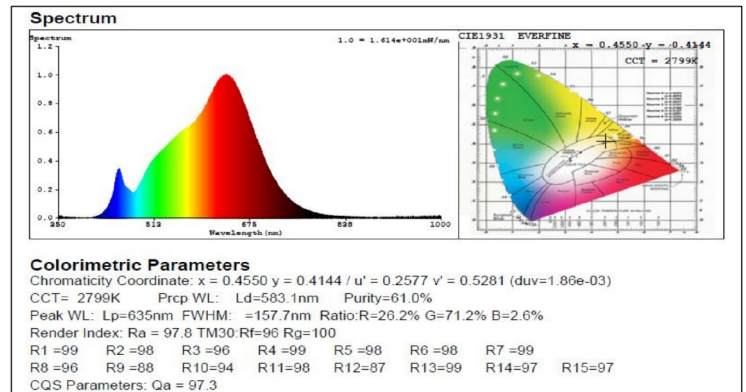 Spectrum
Spectrum
1.0 = 1.614e+001mW/nm
CIE1931 EVERFINE
x = 0.4550 y = 0.4144
CCT = 2799K
1.2
1.0
0.8
0.6
0.4
0.2
0.0
350 513 675 838 1000
Wavelength(nm)
Colorimetric Parameters
Chromaticity Coordinate: x = 0.4550 y = 0.4144 / u' = 0.2577 v' = 0.5281 (duv=1.86e-03)
CCT= 2799K Prcp WL: Ld=583.1nm Purity=61.0%
Peak WL: Lp=635nm FWHM: =157.7nm Ratio:R=26.2% G=71.2% B=2.6%
Render Index: Ra = 97.8 TM30:Rf=96 Rg=100
R1 =99 R2 =98 R3 =96 R4 =99 R5 =98 R6 =98 R7 =99
R8 =96 R9 =88 R10=94 R11=98 R12=87 R13=99 R14=97 R15=97
CQS Parameters: Qa = 97.3